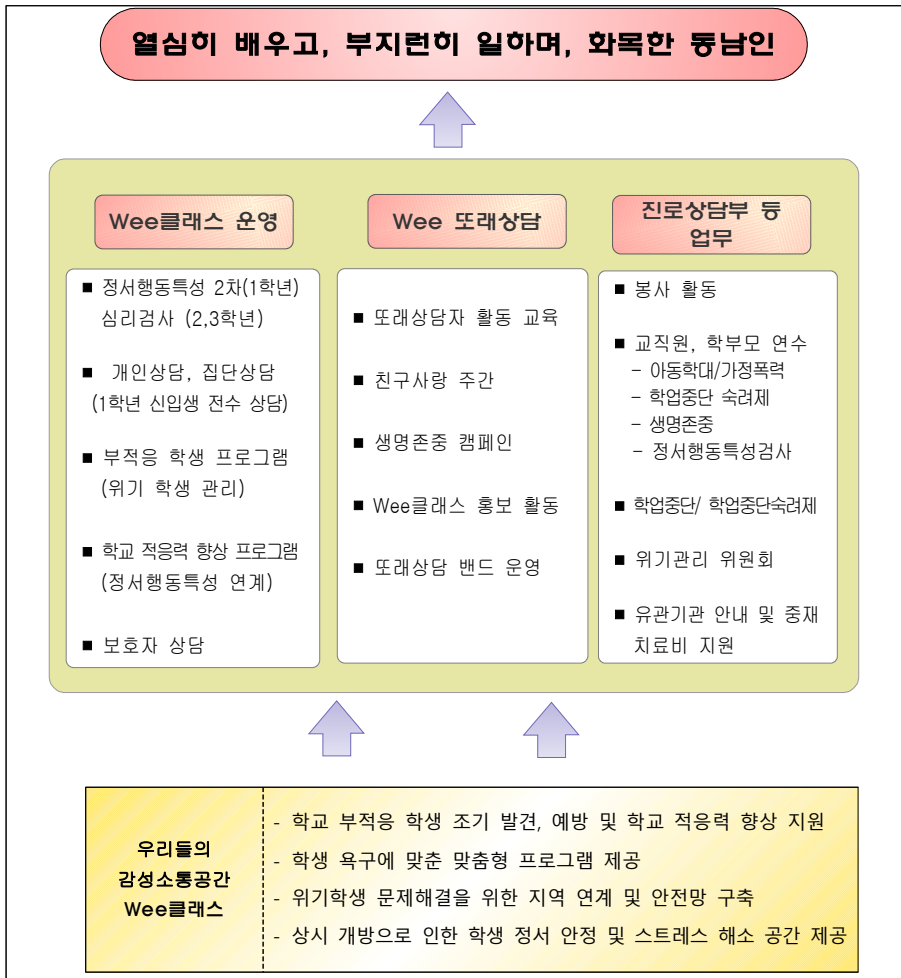 열심히 배우고, 부지런히 일하며, 화목한 동남인
Wee클래스 운영
■ 정서행동특성 2차(1학년)
심리검사 (2,3학년)
■ 개인상담, 집단상담
(1학년 신입생 전수 상담)
■ 부적응 학생 프로그램
(위기 학생 관리)
■ 학교 적응력 향상 프로그램
(정서행동특성 연계)
■ 보호자 상담
Wee 또래상담
■ 또래상담자 활동 교육
■ 친구사랑 주간
■ 생명존중 캠페인
■ Wee클래스 홍보 활동
■ 또래상담 밴드 운영
진로상담부 등
업무
■ 봉사 활동
■ 교직원, 학부모 연수
- 아동학대/가정폭력
- 학업중단 숙려제
- 생명존중
- 정서행동특성검사
■ 학업중단/ 학업중단숙려제
■ 위기관리 위원회
■ 유관기관 안내 및 중재
치료비 지원
우리들의
감성소통공간
Wee클래스
- 학교 부적응 학생 조기 발견, 예방 및 학교 적응력 향상 지원
- 학생 욕구에 맞춘 맞춤형 프로그램 제공
- 위기학생 문제해결을 위한 지역 연계 및 안전망 구축
- 상시 개방으로 인한 학생 정서 안정 및 스트레스 해소 공간 제공